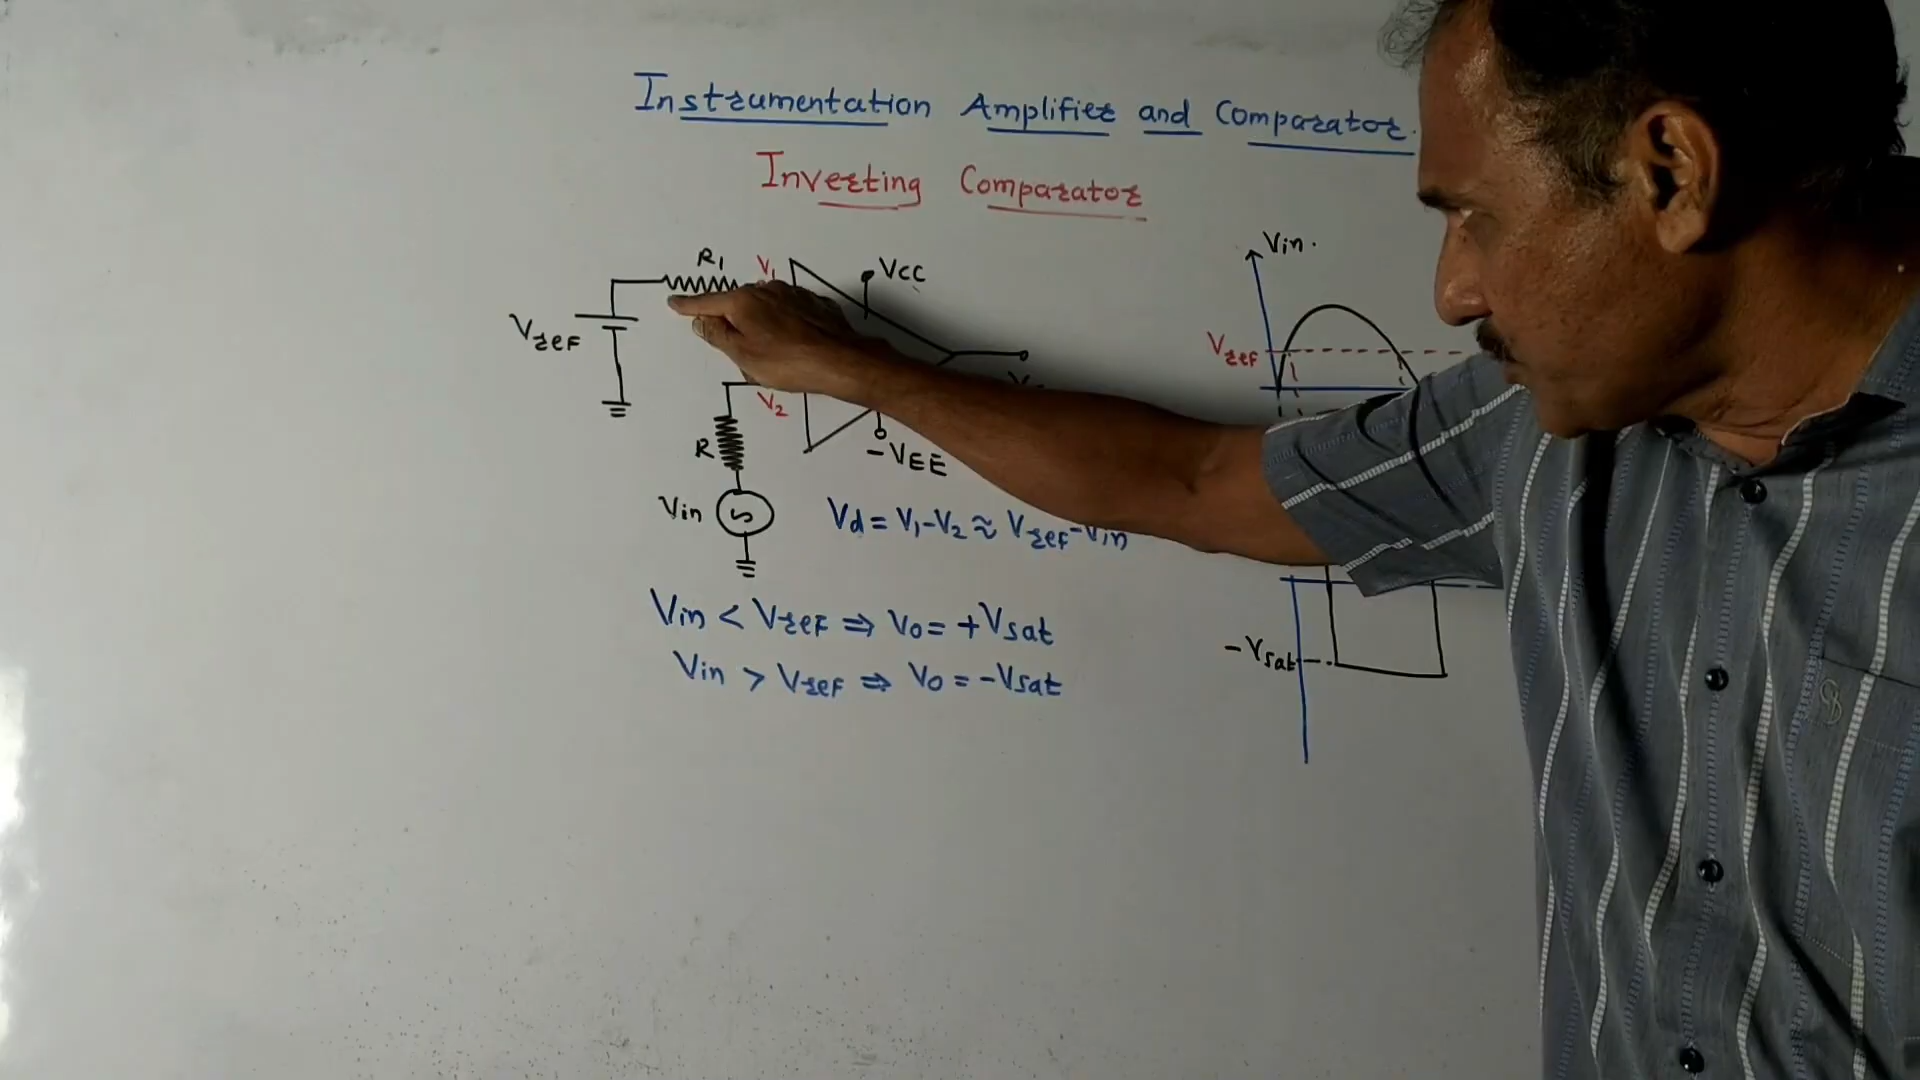 Instrumentation Amplifier and Comparator.
Inverting Comparator
R1
V1
VCC
Vref
V2
-VEE
R
Vin
Vd = V1-V2 ≈ Vref-Vin
Vin < Vref ⇒ Vo = +Vsat
Vin > Vref ⇒ Vo = -Vsat
Vin.
Vref
-Vsat